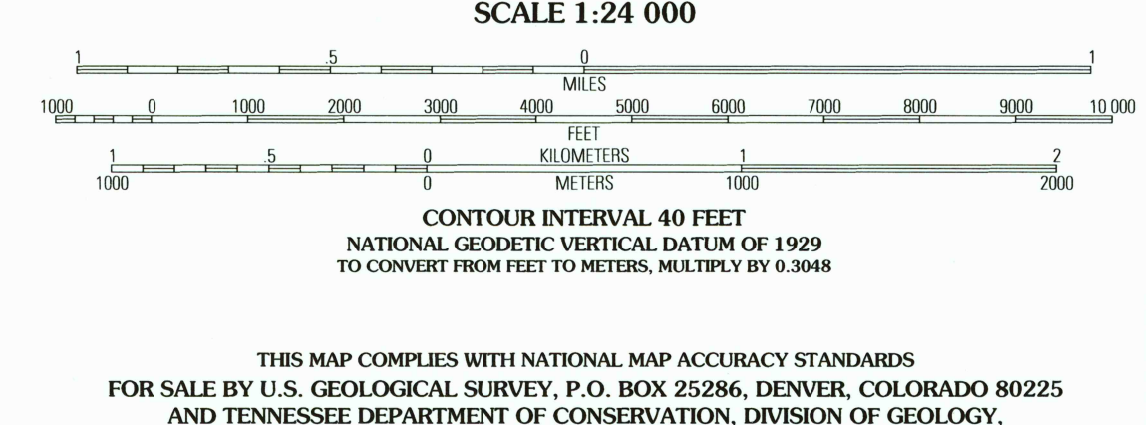 SCALE 1:24 000
1 .5 0 1
MILES
1000 0 1000 2000 3000 4000 5000 6000 7000 8000 9000 10 000
FEET
1 .5 0 KILOMETERS 1 2
1000 0 METERS 1000 2000
CONTOUR INTERVAL 40 FEET
NATIONAL GEODETIC VERTICAL DATUM OF 1929
TO CONVERT FROM FEET TO METERS, MULTIPLY BY 0.3048
THIS MAP COMPLIES WITH NATIONAL MAP ACCURACY STANDARDS
FOR SALE BY U.S. GEOLOGICAL SURVEY, P.O. BOX 25286, DENVER, COLORADO 80225
AND TENNESSEE DEPARTMENT OF CONSERVATION, DIVISION OF GEOLOGY,